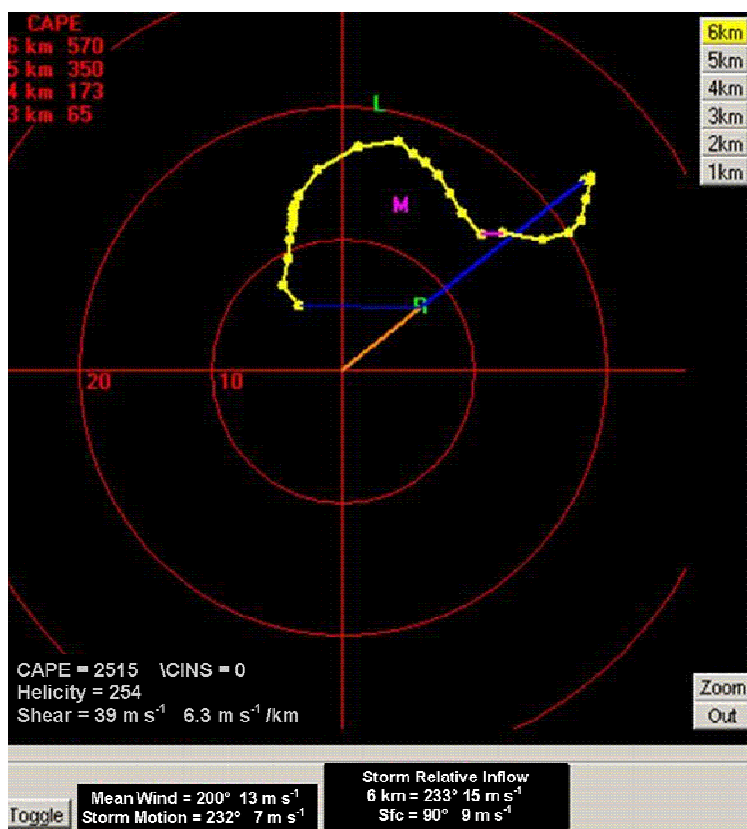 CAPE
6 km 570
5 km 350
4 km 173
3 km 65
6km
5km
4km
3km
2km
1km
L
M
R
20
10
CAPE = 2515 \CINS = 0
Helicity = 254
Shear = 39 m s-1 6.3 m s-1 /km
Zoom
Out
Toggle
Mean Wind = 200° 13 m s-1
Storm Motion = 232° 7 m s-1
Storm Relative Inflow
6 km = 233° 15 m s-1
Sfc = 90° 9 m s-1